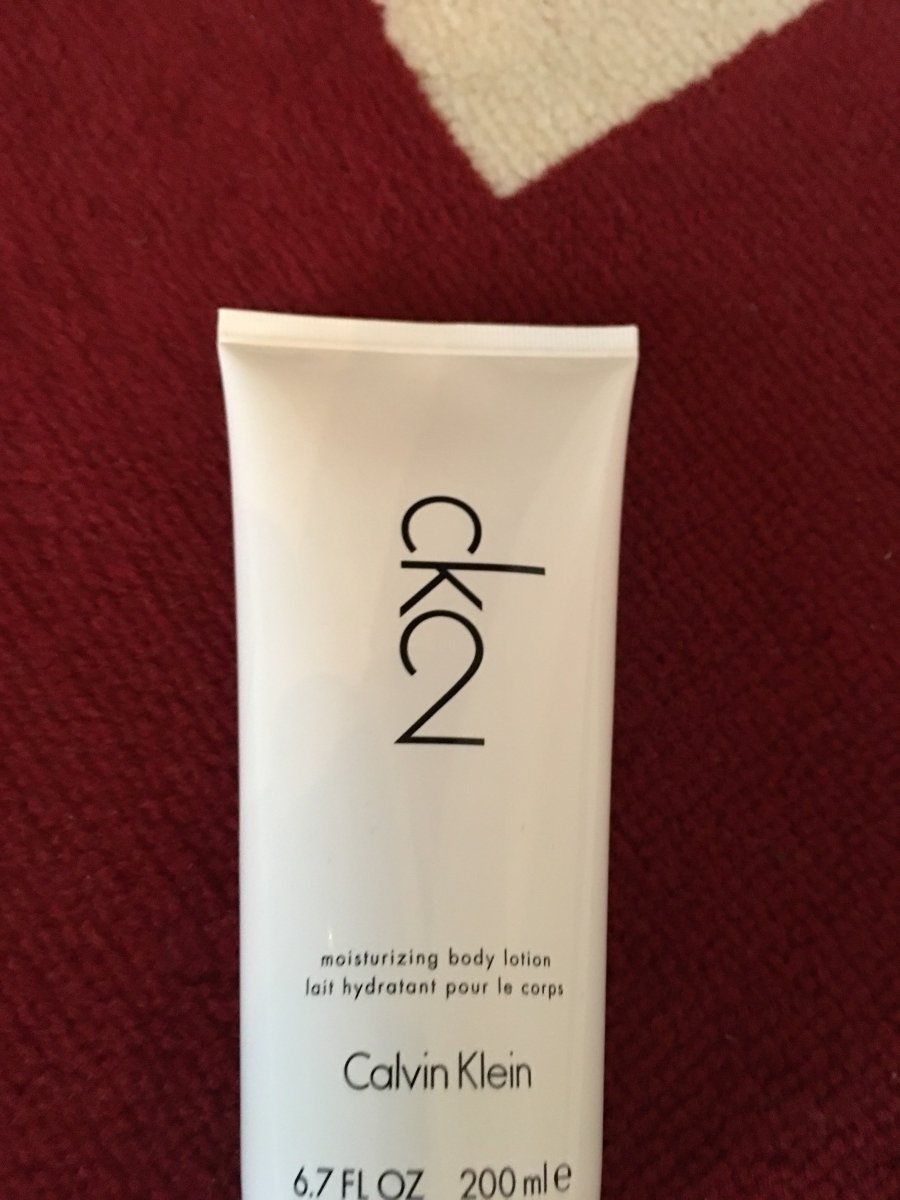 ck2
moisturizing body lotion
lait hydratant pour le corps
Calvin Klein
6.7 FL OZ 200 ml e